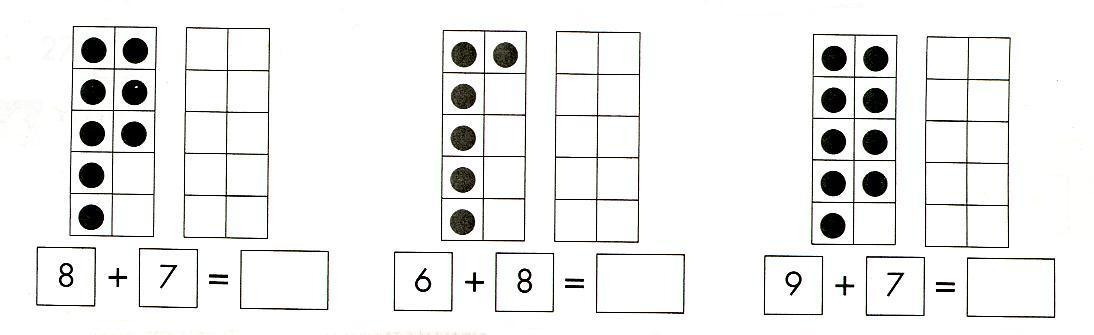 8 + 7 =
6 + 8 =
9 + 7 =